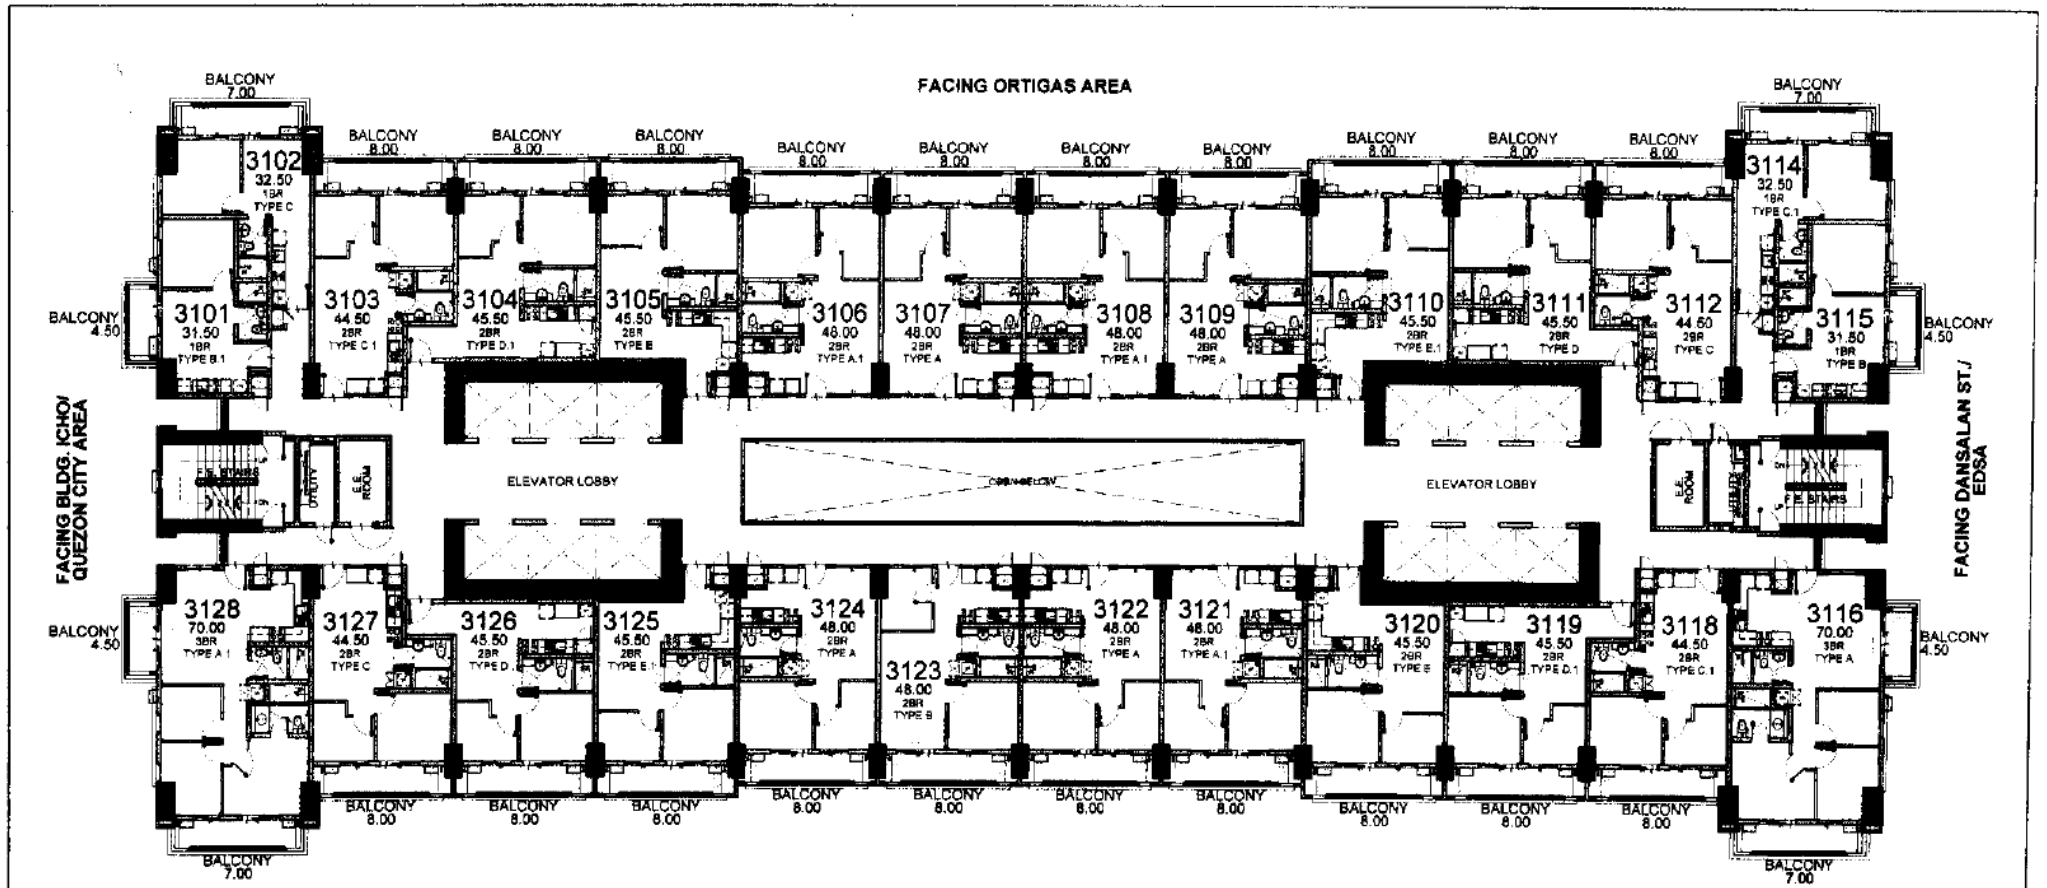 FACING ORTIGAS AREA
BALCONY
7.00
BALCONY
8.00
BALCONY
8.00
BALCONY
8.00
BALCONY
8.00
BALCONY
8.00
BALCONY
8.00
BALCONY
8.00
BALCONY
8.00
BALCONY
8.00
BALCONY
8.00
BALCONY
7.00
3102
32.50
1BR
TYPE C
3101
31.50
1BR
TYPE B.1
BALCONY
4.50
3103
44.50
2BR
TYPE C.1
3104
45.50
2BR
TYPE D.1
3105
45.50
2BR
TYPE E
3106
48.00
2BR
TYPE A.1
3107
48.00
2BR
TYPE A
3108
48.00
2BR
TYPE A.1
3109
48.00
2BR
TYPE A
3110
45.50
2BR
TYPE E.1
3111
45.50
2BR
TYPE D
3112
44.50
2BR
TYPE C
3114
32.50
1BR
TYPE C.1
3115
31.50
1BR
TYPE B
BALCONY
4.50
FACING BLDG. ICHO/
QUEZON CITY AREA
F.E. STAIRS
UP
DN
UTILITY
E.E.
ROOM
ELEVATOR LOBBY
OPEN BELOW
ELEVATOR LOBBY
E.E.
ROOM
DN
UP
F.E. STAIRS
FACING DANSALAN ST./
EDSA
3128
70.00
3BR
TYPE A.1
BALCONY
4.50
3127
44.50
2BR
TYPE C
3126
45.50
2BR
TYPE D
3125
45.50
2BR
TYPE E.1
3124
48.00
2BR
TYPE A
3123
48.00
2BR
TYPE B
3122
48.00
2BR
TYPE A
3121
48.00
2BR
TYPE A.1
3120
45.50
2BR
TYPE E
3119
45.50
2BR
TYPE D.1
3118
44.50
2BR
TYPE C.1
3116
70.00
3BR
TYPE A
BALCONY
4.50
BALCONY
7.00
BALCONY
8.00
BALCONY
8.00
BALCONY
8.00
BALCONY
8.00
BALCONY
8.00
BALCONY
8.00
BALCONY
8.00
BALCONY
8.00
BALCONY
8.00
BALCONY
8.00
BALCONY
7.00